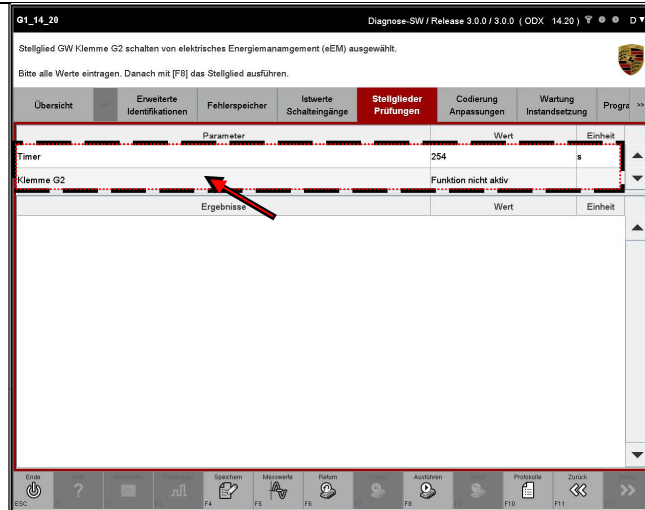 G1_14_20
Diagnose-SW / Release 3.0.0 / 3.0.0 ( ODX 14.20 )
D
Stellglied GW Klemme G2 schalten von elektrisches Energiemanamgement (eEM) ausgewählt.
Bitte alle Werte eintragen. Danach mit [F8] das Stellglied ausführen.
Übersicht
<<
Erweiterte Identifikationen
Fehlerspeicher
Istwerte Schalteingänge
Stellglieder Prüfungen
Codierung Anpassungen
Wartung Instandsetzung
Progra
>>
Parameter Wert Einheit
Timer 254 s
Klemme G2 Funktion nicht aktiv
Ergebnisse Wert Einheit
Ende Speichern Messwerte Return Ausführen Protokolle Zurück
ESC F4 F5 F6 F8 F10 F11